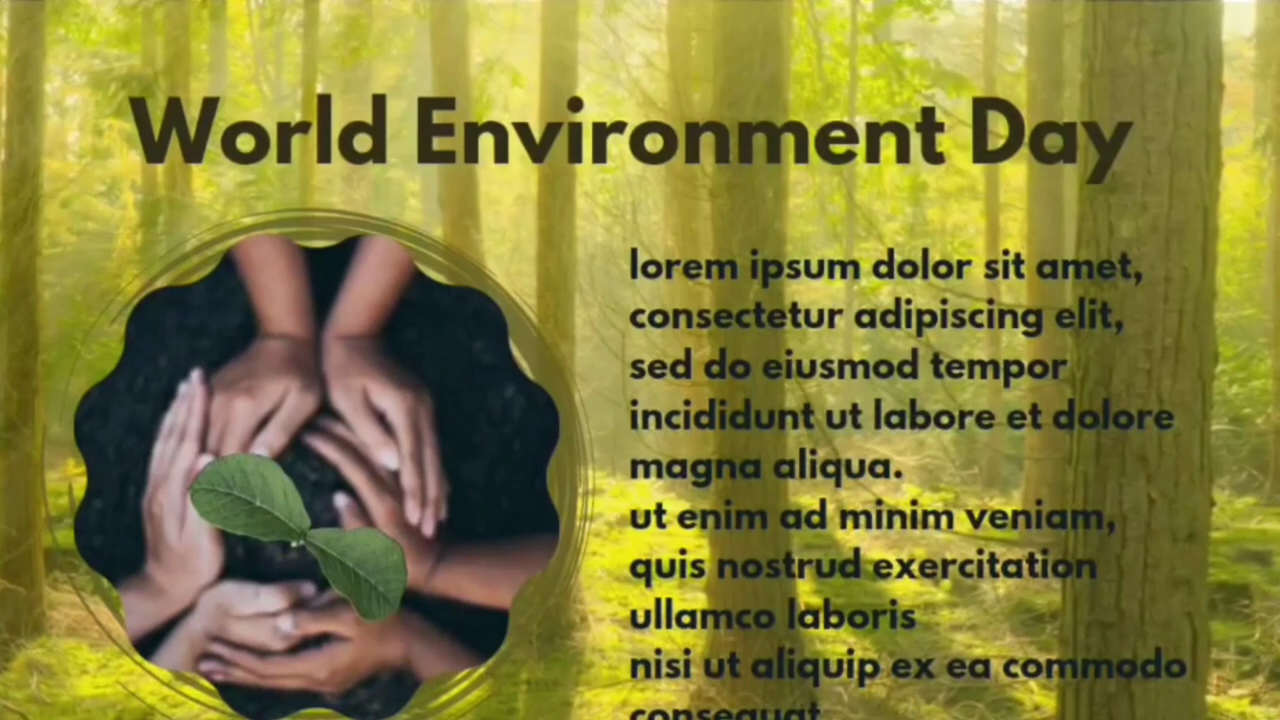 World Environment Day
lorem ipsum dolor sit amet,
consectetur adipiscing elit,
sed do eiusmod tempor
incididunt ut labore et dolore
magna aliqua.
ut enim ad minim veniam,
quis nostrud exercitation
ullamco laboris
nisi ut aliquip ex ea commodo
consequat